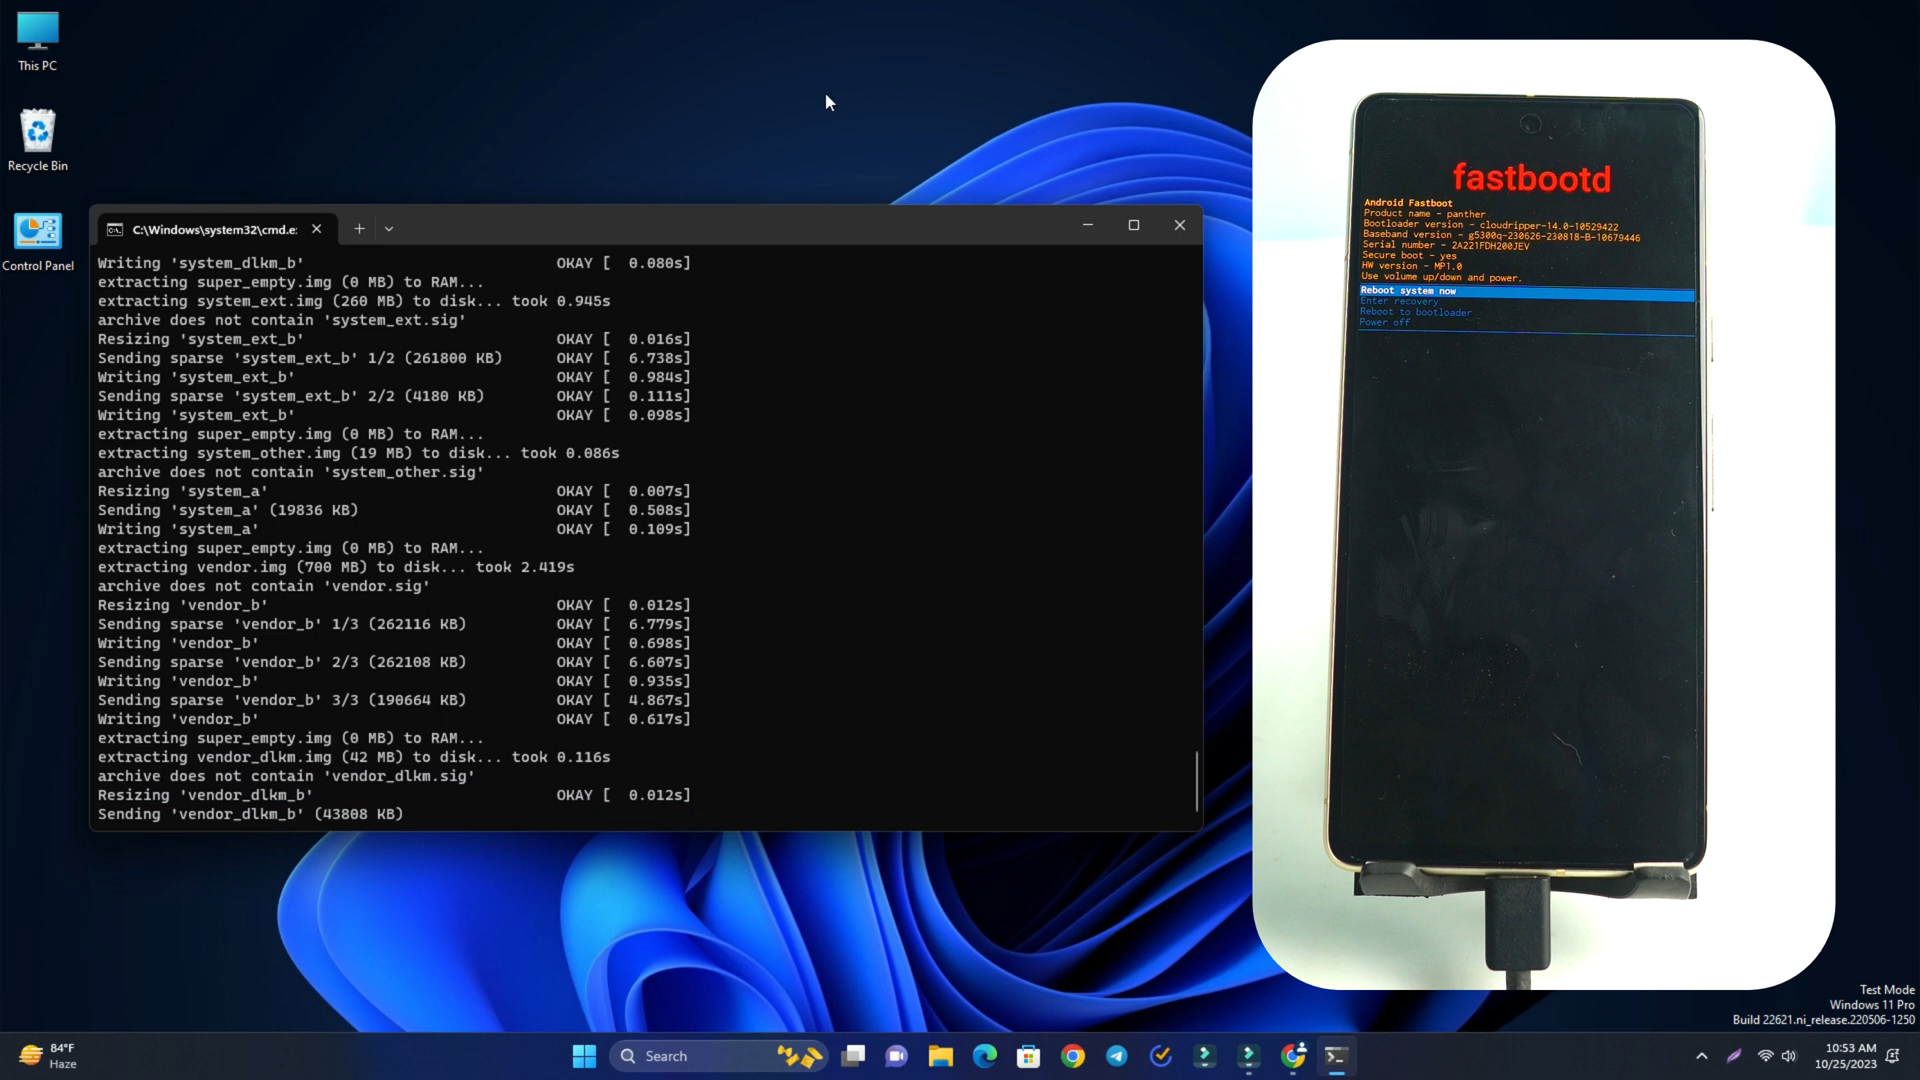 This PC
Recycle Bin
Control Panel
C:\Windows\system32\cmd.e:
Writing 'system_dlkm_b' OKAY [ 0.080s]
extracting super_empty.img (0 MB) to RAM...
extracting system_ext.img (260 MB) to disk... took 0.945s
archive does not contain 'system_ext.sig'
Resizing 'system_ext_b' OKAY [ 0.016s]
Sending sparse 'system_ext_b' 1/2 (261800 KB) OKAY [ 6.738s]
Writing 'system_ext_b' OKAY [ 0.984s]
Sending sparse 'system_ext_b' 2/2 (4180 KB) OKAY [ 0.111s]
Writing 'system_ext_b' OKAY [ 0.098s]
extracting super_empty.img (0 MB) to RAM...
extracting system_other.img (19 MB) to disk... took 0.086s
archive does not contain 'system_other.sig'
Resizing 'system_a' OKAY [ 0.007s]
Sending 'system_a' (19836 KB) OKAY [ 0.508s]
Writing 'system_a' OKAY [ 0.109s]
extracting super_empty.img (0 MB) to RAM...
extracting vendor.img (700 MB) to disk... took 2.419s
archive does not contain 'vendor.sig'
Resizing 'vendor_b' OKAY [ 0.012s]
Sending sparse 'vendor_b' 1/3 (262116 KB) OKAY [ 6.779s]
Writing 'vendor_b' OKAY [ 0.698s]
Sending sparse 'vendor_b' 2/3 (262108 KB) OKAY [ 6.607s]
Writing 'vendor_b' OKAY [ 0.935s]
Sending sparse 'vendor_b' 3/3 (190664 KB) OKAY [ 4.867s]
Writing 'vendor_b' OKAY [ 0.617s]
extracting super_empty.img (0 MB) to RAM...
extracting vendor_dlkm.img (42 MB) to disk... took 0.116s
archive does not contain 'vendor_dlkm.sig'
Resizing 'vendor_dlkm_b' OKAY [ 0.012s]
Sending 'vendor_dlkm_b' (43808 KB)
fastbootd
Android Fastboot
Product name - panther
Bootloader version - cloudripper-14.0-10529422
Baseband version - g5300q-230626-230818-B-10679446
Serial number - 2A221FDH200JEV
Secure boot - yes
HW version - MP1.0
Use volume up/down and power.
Reboot system now
Enter recovery
Reboot to bootloader
Power off
Test Mode
Windows 11 Pro
Build 22621.ni_release.220506-1250
84°F
Haze
Search
10:53 AM
10/25/2023